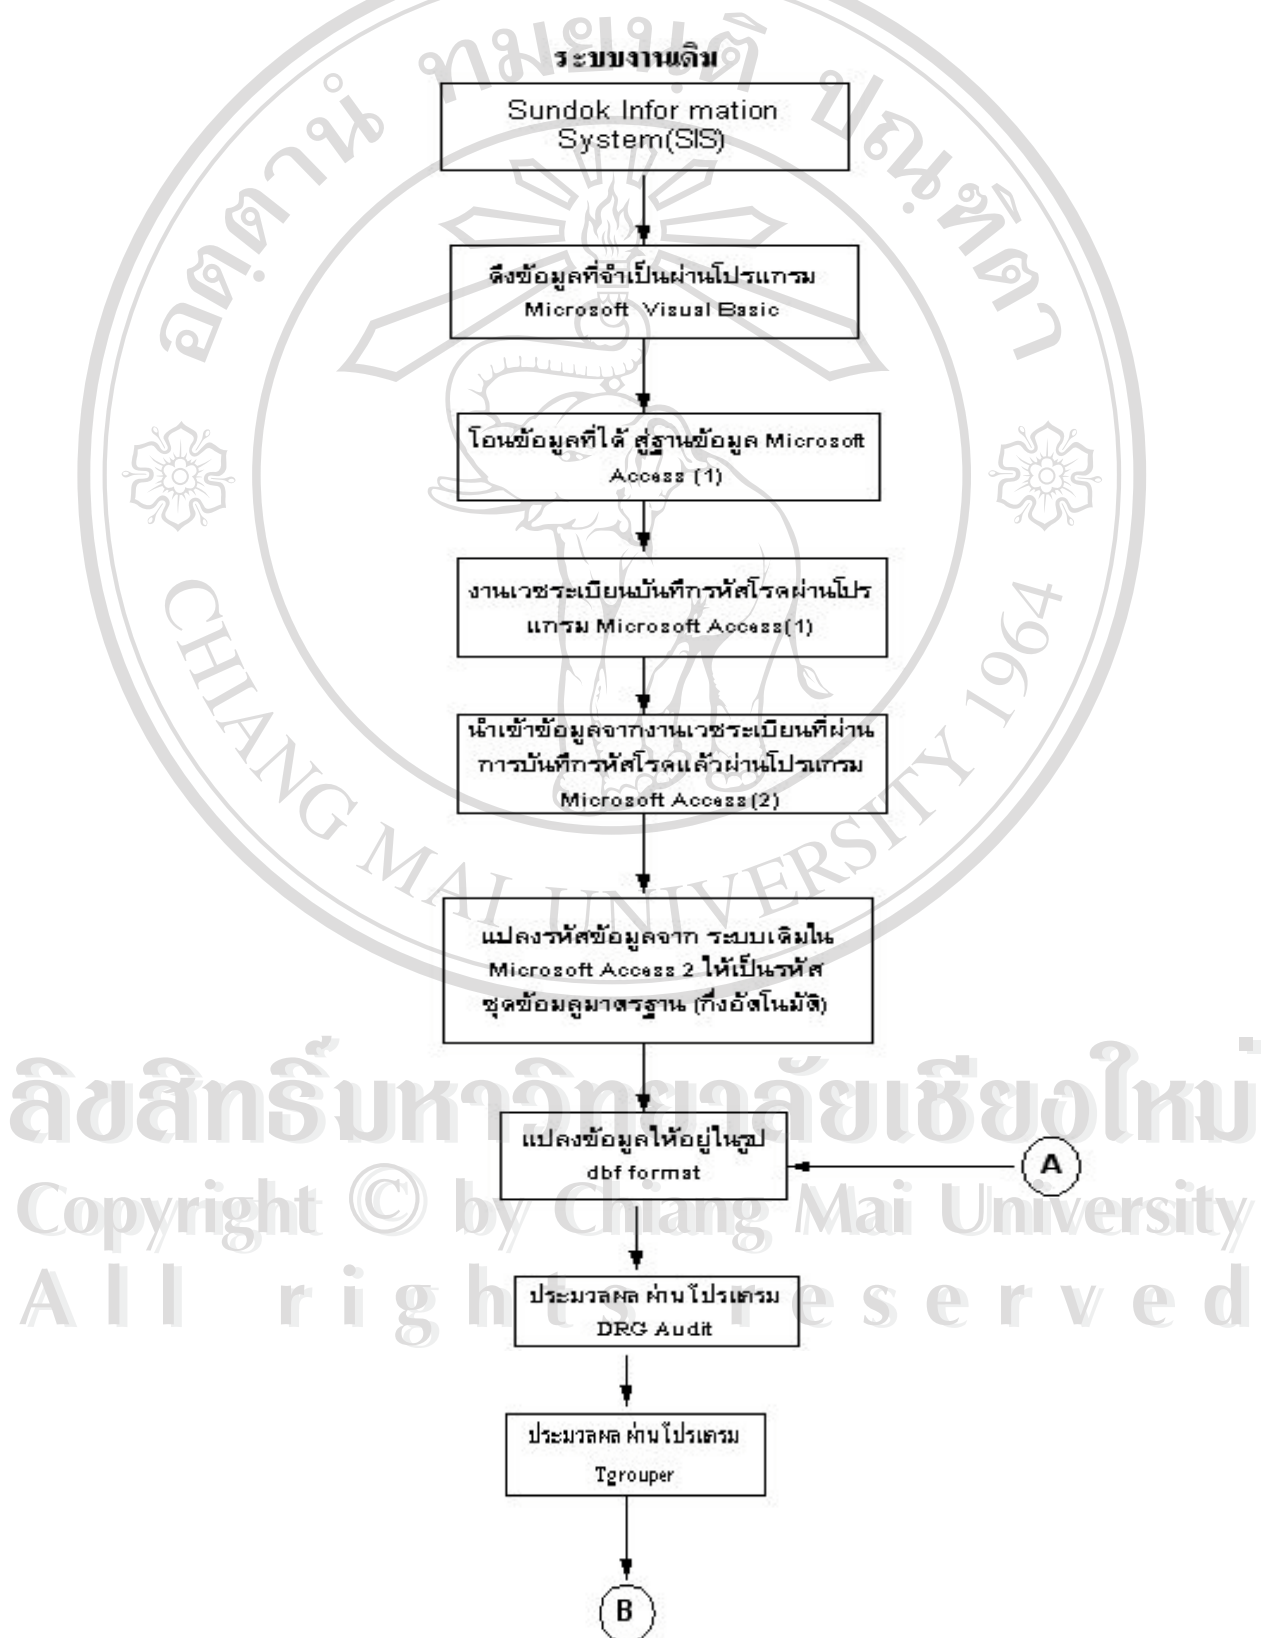 ระบบงานเดิม
Sundok Infor mation
System(SIS)
ดึงข้อมูลที่จำเป็นผ่านโปรแกรม
Microsoft Visual Basic
โอนข้อมูลที่ได้ สู่ฐานข้อมูล Microsoft
Access (1)
งานเวชระเบียนบันทึกรหัสโรคผ่านโปร
แกรม Microsoft Access(1)
นำเข้าข้อมูลจากงานเวชระเบียนที่ผ่าน
การบันทึกรหัสโรคแล้วผ่านโปรแกรม
Microsoft Access(2)
แปลงรหัสข้อมูลจาก ระบบเดิมใน
Microsoft Access 2 ให้เป็นรหัส
ชุดข้อมลูมาตรฐาน (กึ่งอัตโนมัติ)
แปลงข้อมูลให้อยู่ในรูป
dbf format
A
ประมวลผล ผ่าน โปรแกรม
DRG Audit
ประมวลผล ผ่าน โปรแกรม
Tgrouper
B
CHIANG MAI UNIVERSITY 1964
ลิขสิทธิ์มหาวิทยาลัยเชียงใหม่
Copyright © by Chiang Mai University
All rights reserved